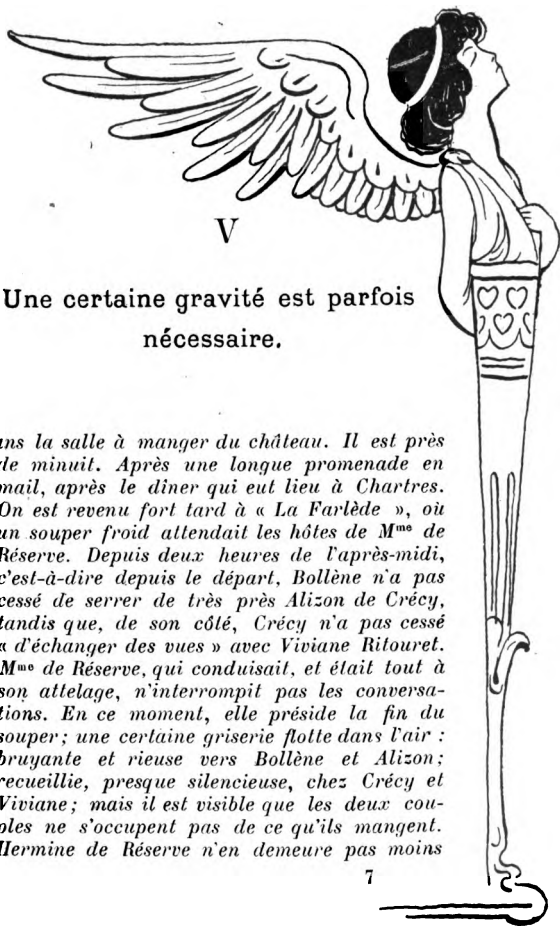 V
Une certaine gravité est parfois
nécessaire.
ans la salle à manger du château. Il est près
de minuit. Après une longue promenade en
mail, après le dîner qui eut lieu à Chartres.
On est revenu fort tard à « La Farlède », où
un souper froid attendait les hôtes de Mme de
Réserve. Depuis deux heures de l'après-midi,
c'est-à-dire depuis le départ, Bollène n'a pas
cessé de serrer de très près Alizon de Crécy,
tandis que, de son côté, Crécy n'a pas cessé
« d'échanger des vues » avec Viviane Ritouret.
Mme de Réserve, qui conduisait, et était tout à
son attelage, n'interrompit pas les conversa-
tions. En ce moment, elle préside la fin du
souper ; une certaine griserie flotte dans l'air :
bruyante et rieuse vers Bollène et Alizon ;
recueillie, presque silencieuse, chez Crécy et
Viviane ; mais il est visible que les deux cou-
ples ne s'occupent pas de ce qu'ils mangent.
Hermine de Réserve n'en demeure pas moins
7